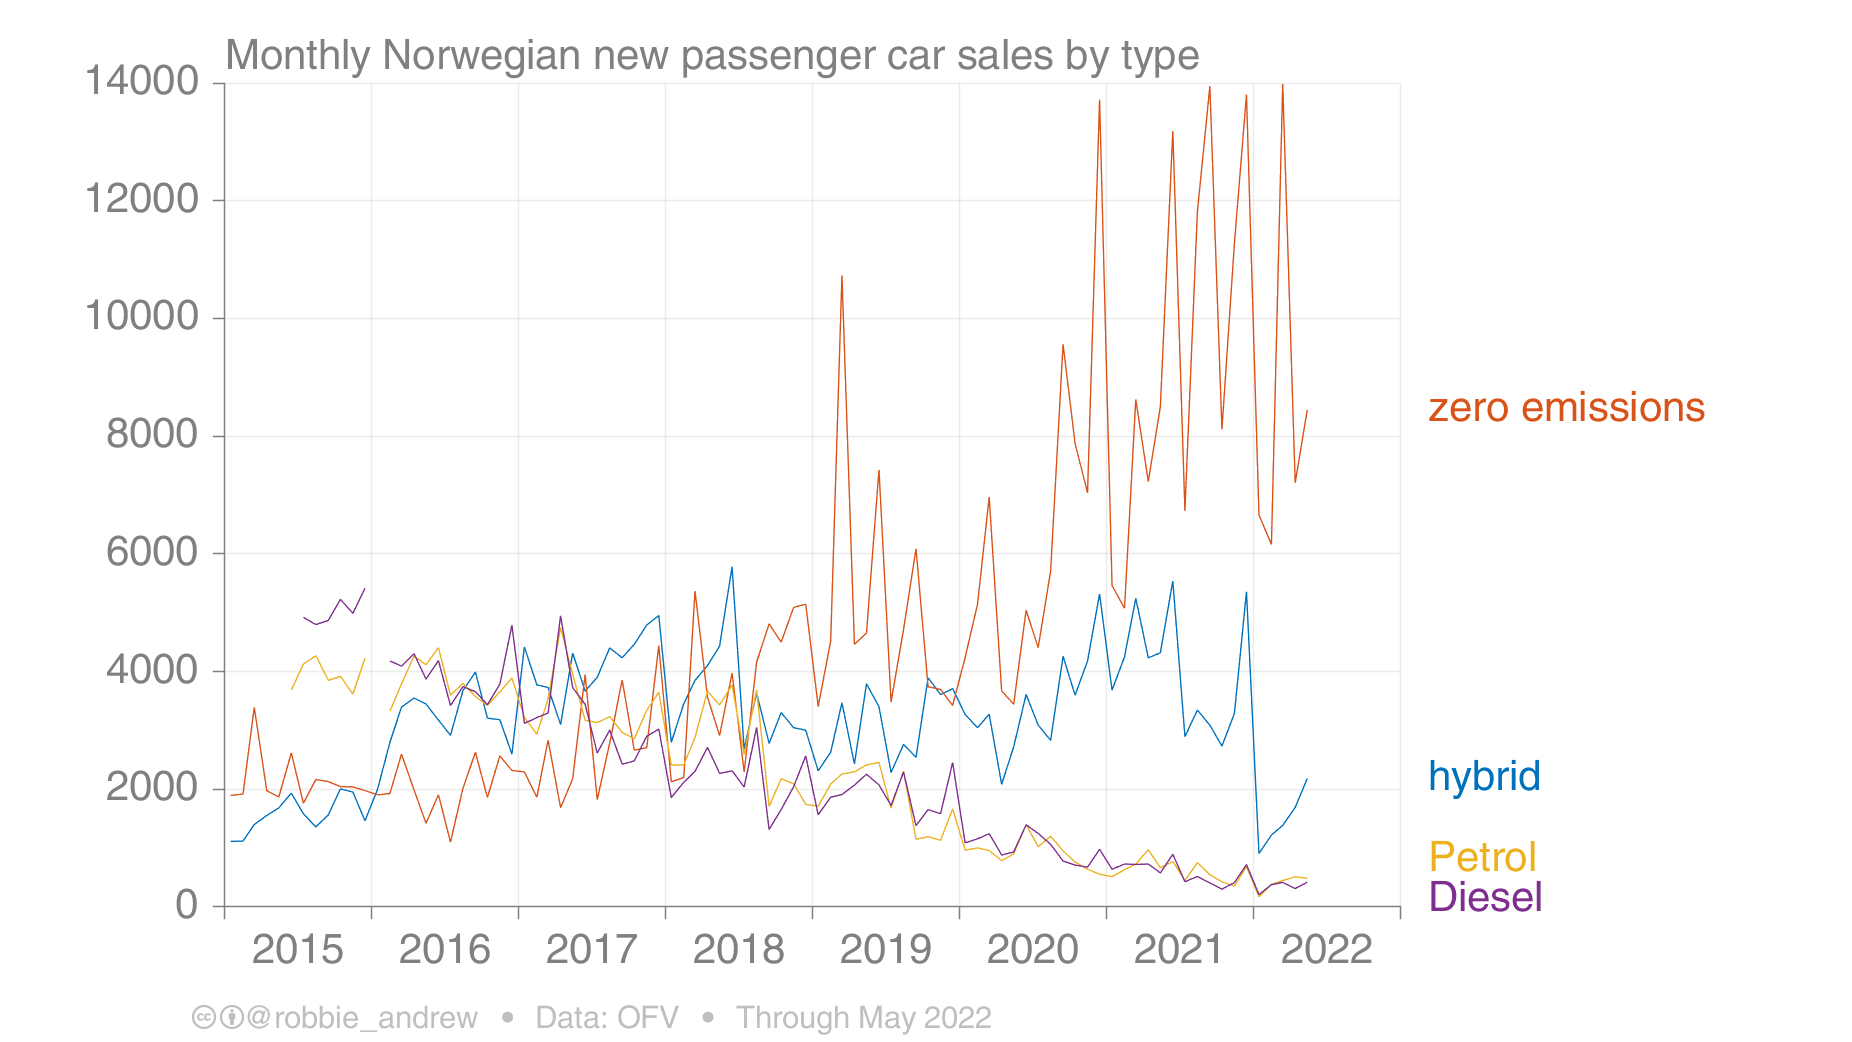 Monthly Norwegian new passenger car sales by type
14000
12000
10000
8000
6000
4000
2000
0
zero emissions
hybrid
Petrol
Diesel
2015 2016 2017 2018 2019 2020 2021 2022
cc @robbie_andrew • Data: OFV • Through May 2022